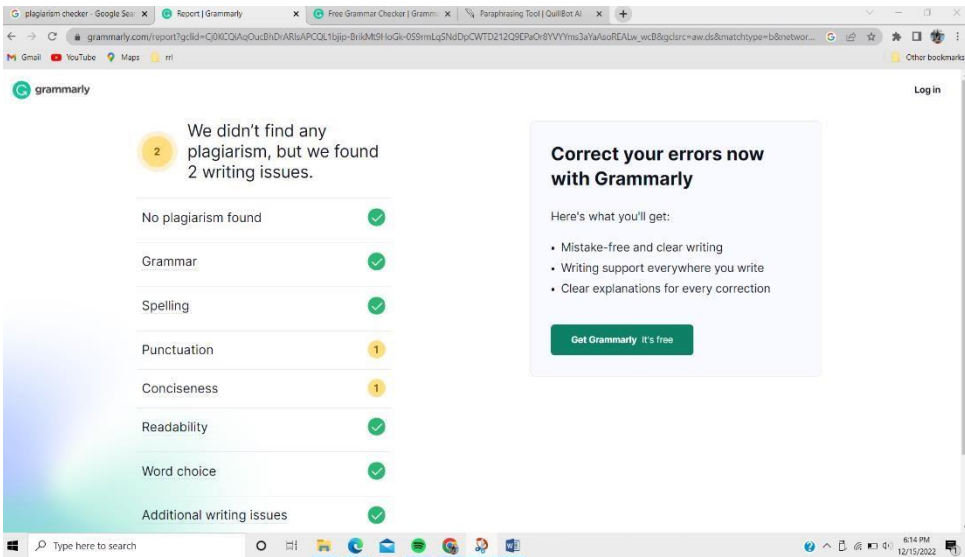 plagiarism checker - Google Sear
Report | Grammarly
Free Grammar Checker | Gramm
Paraphrasing Tool | QuillBot AI
Gmail
YouTube
Maps
rrl
Other bookmarks
grammarly
Log in
2
We didn't find any
plagiarism, but we found
2 writing issues.
No plagiarism found
Grammar
Spelling
Punctuation 1
Conciseness 1
Readability
Word choice
Additional writing issues
Correct your errors now
with Grammarly
Here's what you'll get:
• Mistake-free and clear writing
• Writing support everywhere you write
• Clear explanations for every correction
Get Grammarly It's free
Type here to search
6:14 PM
12/15/2022